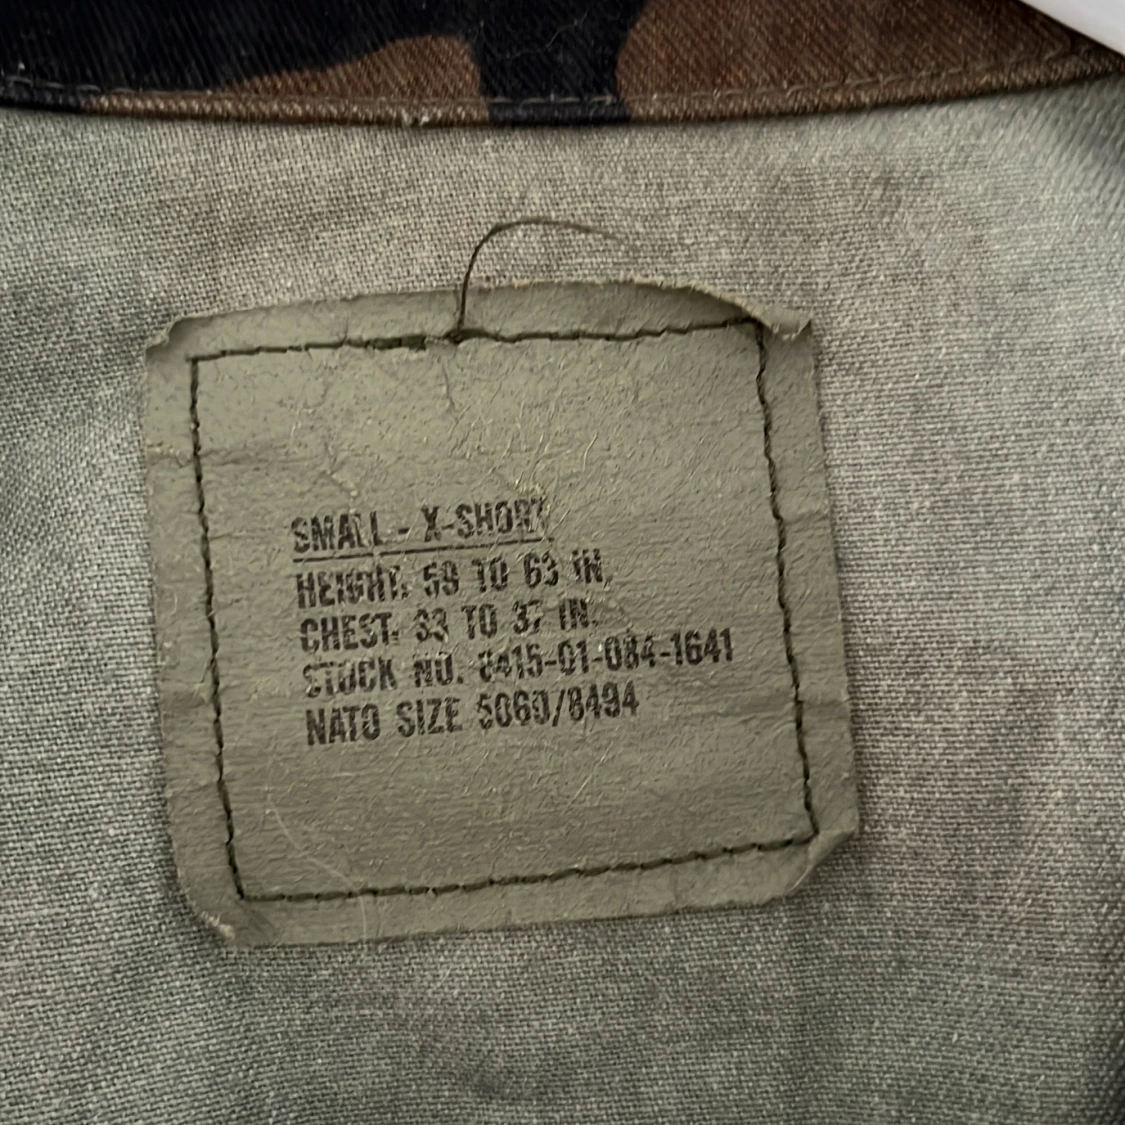 SMALL - X-SHORT
HEIGHT. 59 TO 63 IN.
CHEST. 33 TO 37 IN.
STOCK NO. 8415-01-084-1641
NATO SIZE 5060/8494